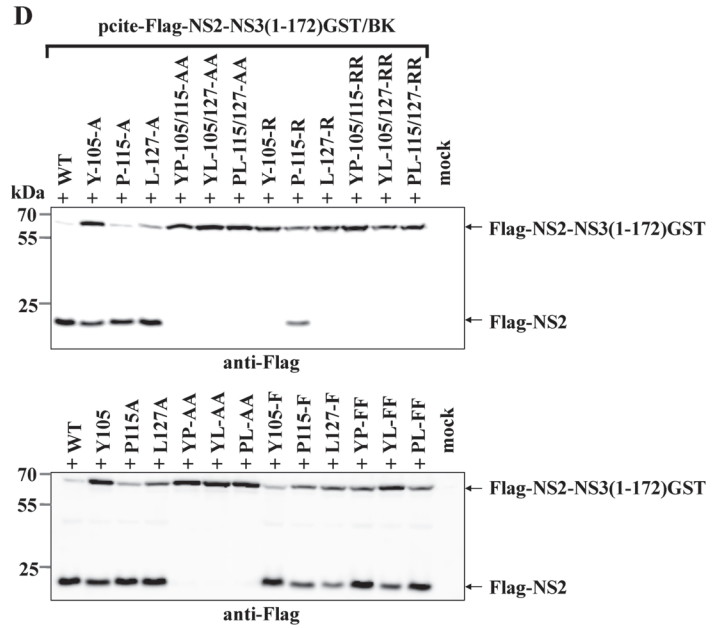 D
pcite-Flag-NS2-NS3(1-172)GST/BK
WT
Y-105-A
P-115-A
L-127-A
YP-105/115-AA
YL-105/127-AA
PL-115/127-AA
Y-105-R
P-115-R
L-127-R
YP-105/115-RR
YL-105/127-RR
PL-115/127-RR
mock
kDa
+ + + + + + + + + + + + +
70
Flag-NS2-NS3(1-172)GST
55
25
Flag-NS2
anti-Flag
WT
Y105
P115A
L127A
YP-AA
YL-AA
PL-AA
Y105-F
P115-F
L127-F
YP-FF
YL-FF
PL-FF
mock
+ + + + + + + + + + + + +
70
Flag-NS2-NS3(1-172)GST
55
25
Flag-NS2
anti-Flag